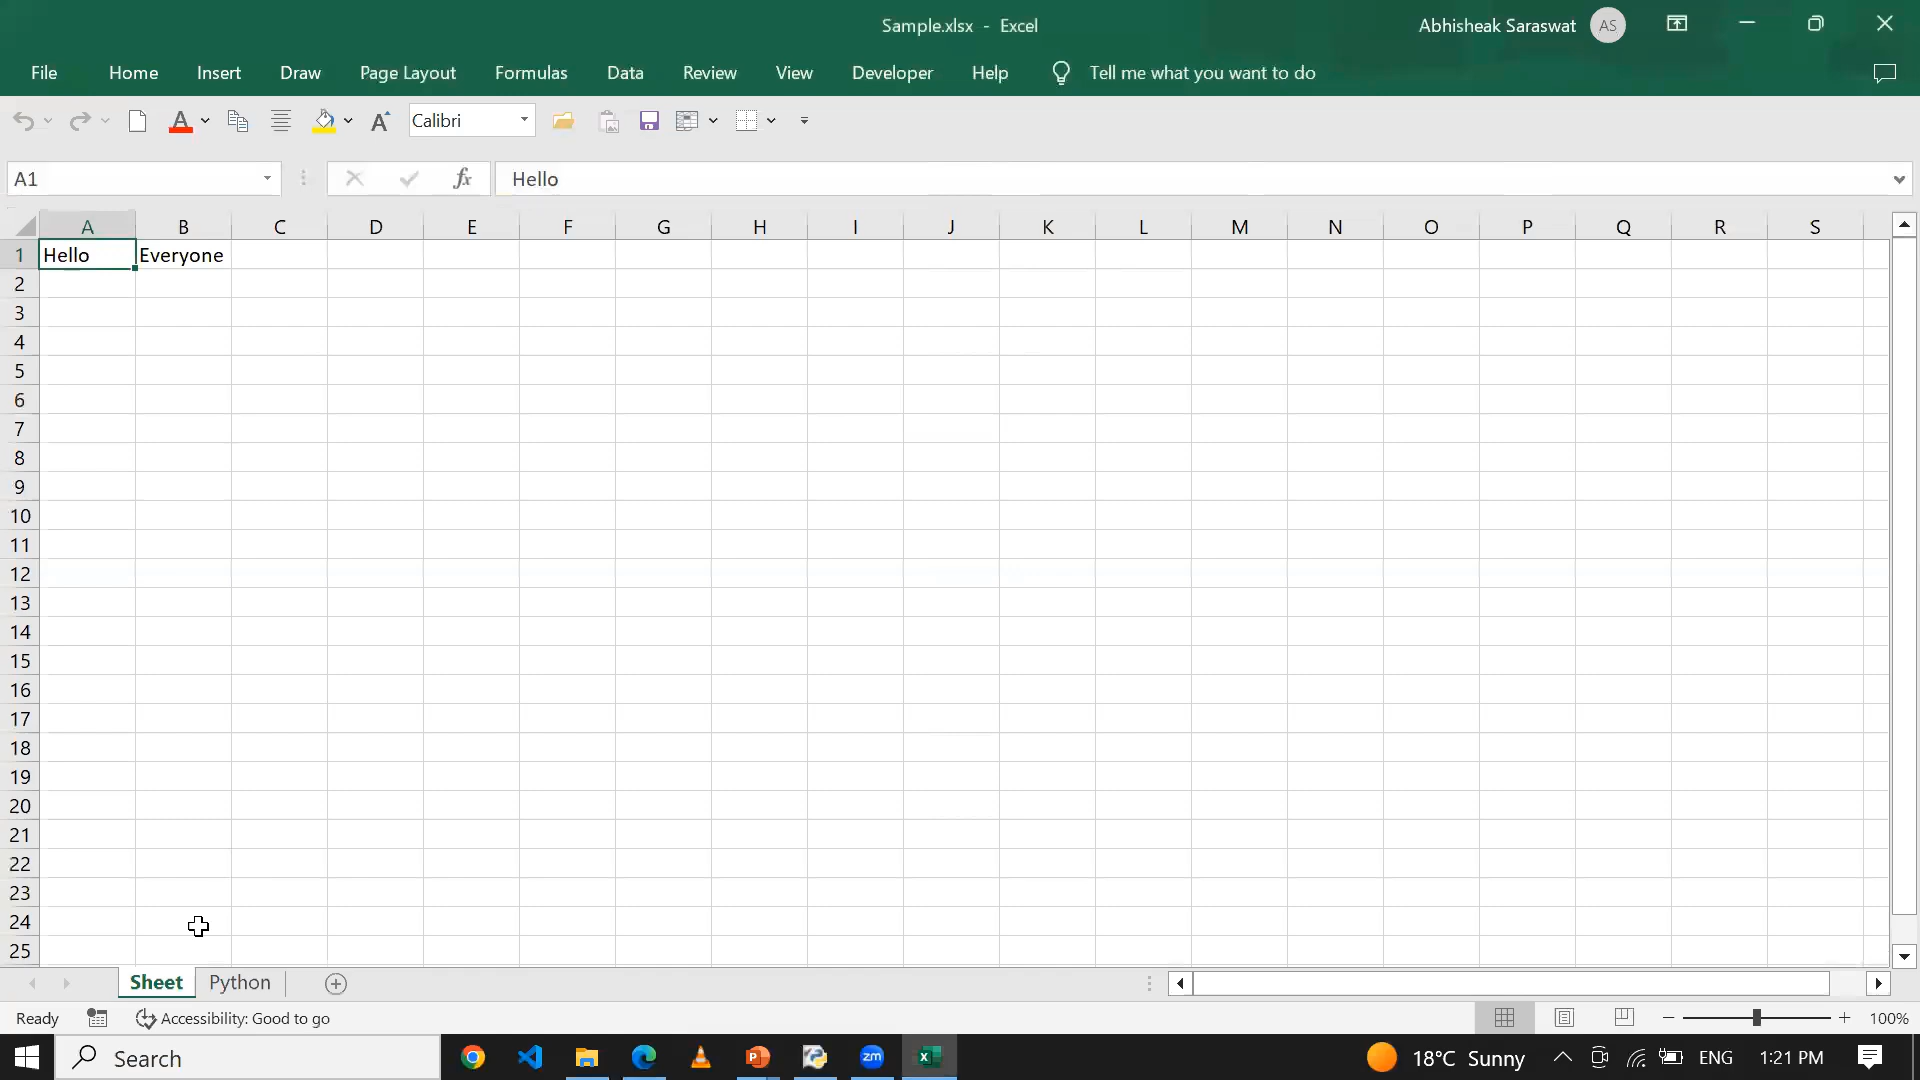 Sample.xlsx - Excel
Abhisheak Saraswat AS
File Home Insert Draw Page Layout Formulas Data Review View Developer Help Tell me what you want to do
A A Calibri
A1 fx Hello
A B C D E F G H I J K L M N O P Q R S
1 Hello Everyone
2
3
4
5
6
7
8
9
10
11
12
13
14
15
16
17
18
19
20
21
22
23
24
25
Sheet Python
Ready Accessibility: Good to go 100%
Search zm 18°C Sunny ENG 1:21 PM